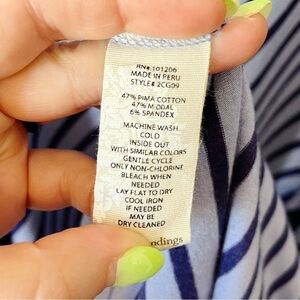 RN# 101206
MADE IN PERU
STYLE# 2CG09
47% PIMA COTTON
47% MODAL
6% SPANDEX
MACHINE WASH
COLD
INSIDE OUT
WITH SIMILAR COLORS
GENTLE CYCLE
ONLY NON-CHLORINE
BLEACH WHEN
NEEDED
LAY FLAT TO DRY
COOL IRON
IF NEEDED
MAY BE
DRY CLEANED
ndings